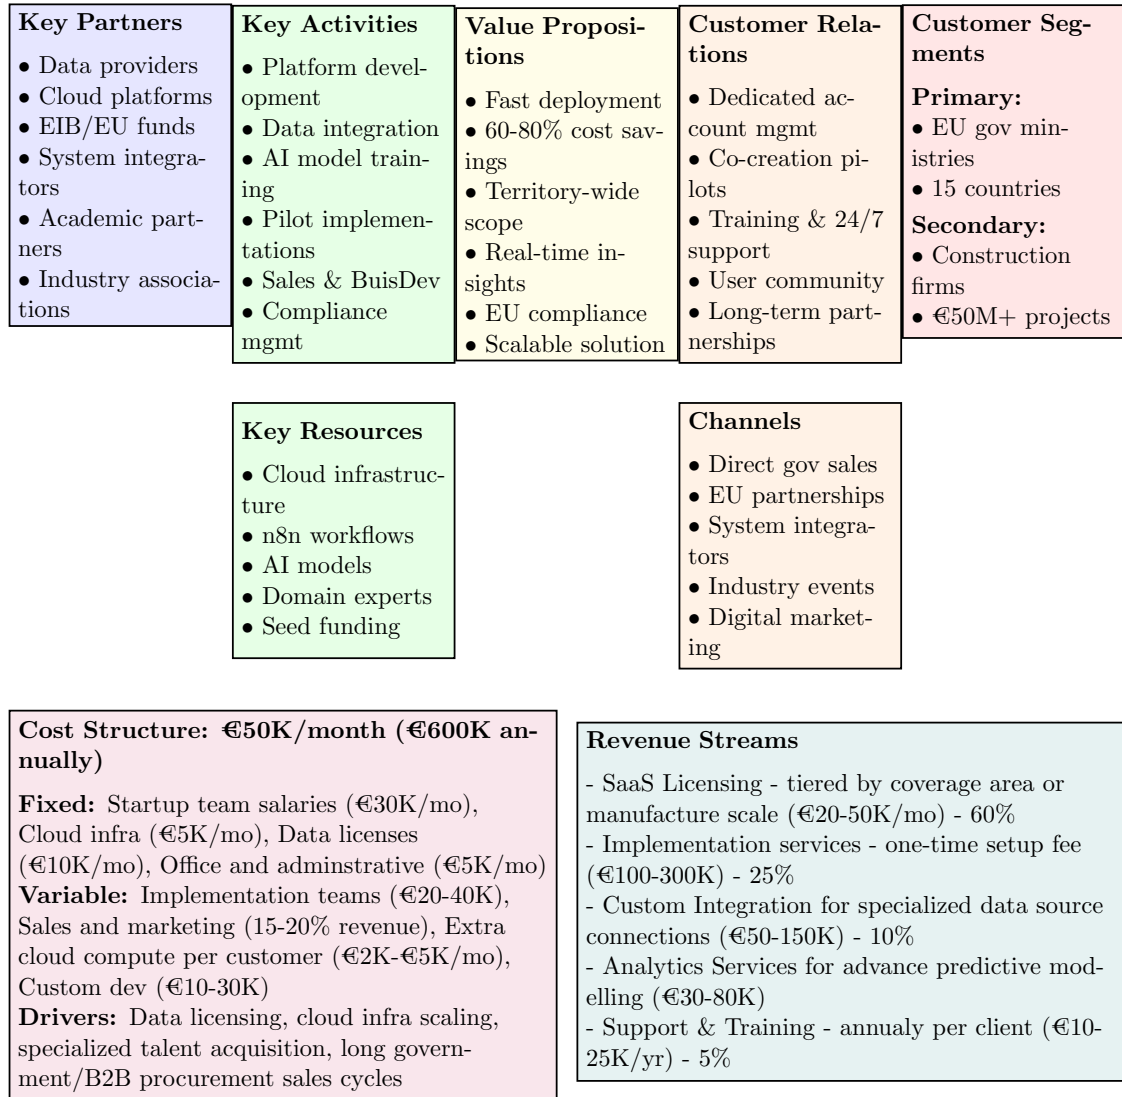 Key Partners
• Data providers
• Cloud platforms
• EIB/EU funds
• System integra-
tors
• Academic part-
ners
• Industry associa-
tions
Key Activities
• Platform devel-
opment
• Data integration
• AI model train-
ing
• Pilot implemen-
tations
• Sales & BuisDev
• Compliance
mgmt
Value Proposi-
tions
• Fast deployment
• 60-80% cost sav-
ings
• Territory-wide
scope
• Real-time in-
sights
• EU compliance
• Scalable solution
Customer Rela-
tions
• Dedicated ac-
count mgmt
• Co-creation pi-
lots
• Training & 24/7
support
• User community
• Long-term part-
nerships
Customer Seg-
ments
Primary:
• EU gov min-
istries
• 15 countries
Secondary:
• Construction
firms
• €50M+ projects
Key Resources
• Cloud infrastruc-
ture
• n8n workflows
• AI models
• Domain experts
• Seed funding
Channels
• Direct gov sales
• EU partnerships
• System integra-
tors
• Industry events
• Digital market-
ing
Cost Structure: €50K/month (€600K an-
nually)
Fixed: Startup team salaries (€30K/mo),
Cloud infra (€5K/mo), Data licenses
(€10K/mo), Office and adminstrative (€5K/mo)
Variable: Implementation teams (€20-40K),
Sales and marketing (15-20% revenue), Extra
cloud compute per customer (€2K-€5K/mo),
Custom dev (€10-30K)
Drivers: Data licensing, cloud infra scaling,
specialized talent acquisition, long govern-
ment/B2B procurement sales cycles
Revenue Streams
- SaaS Licensing - tiered by coverage area or
manufacture scale (€20-50K/mo) - 60%
- Implementation services - one-time setup fee
(€100-300K) - 25%
- Custom Integration for specialized data source
connections (€50-150K) - 10%
- Analytics Services for advance predictive mod-
elling (€30-80K)
- Support & Training - annualy per client (€10-
25K/yr) - 5%